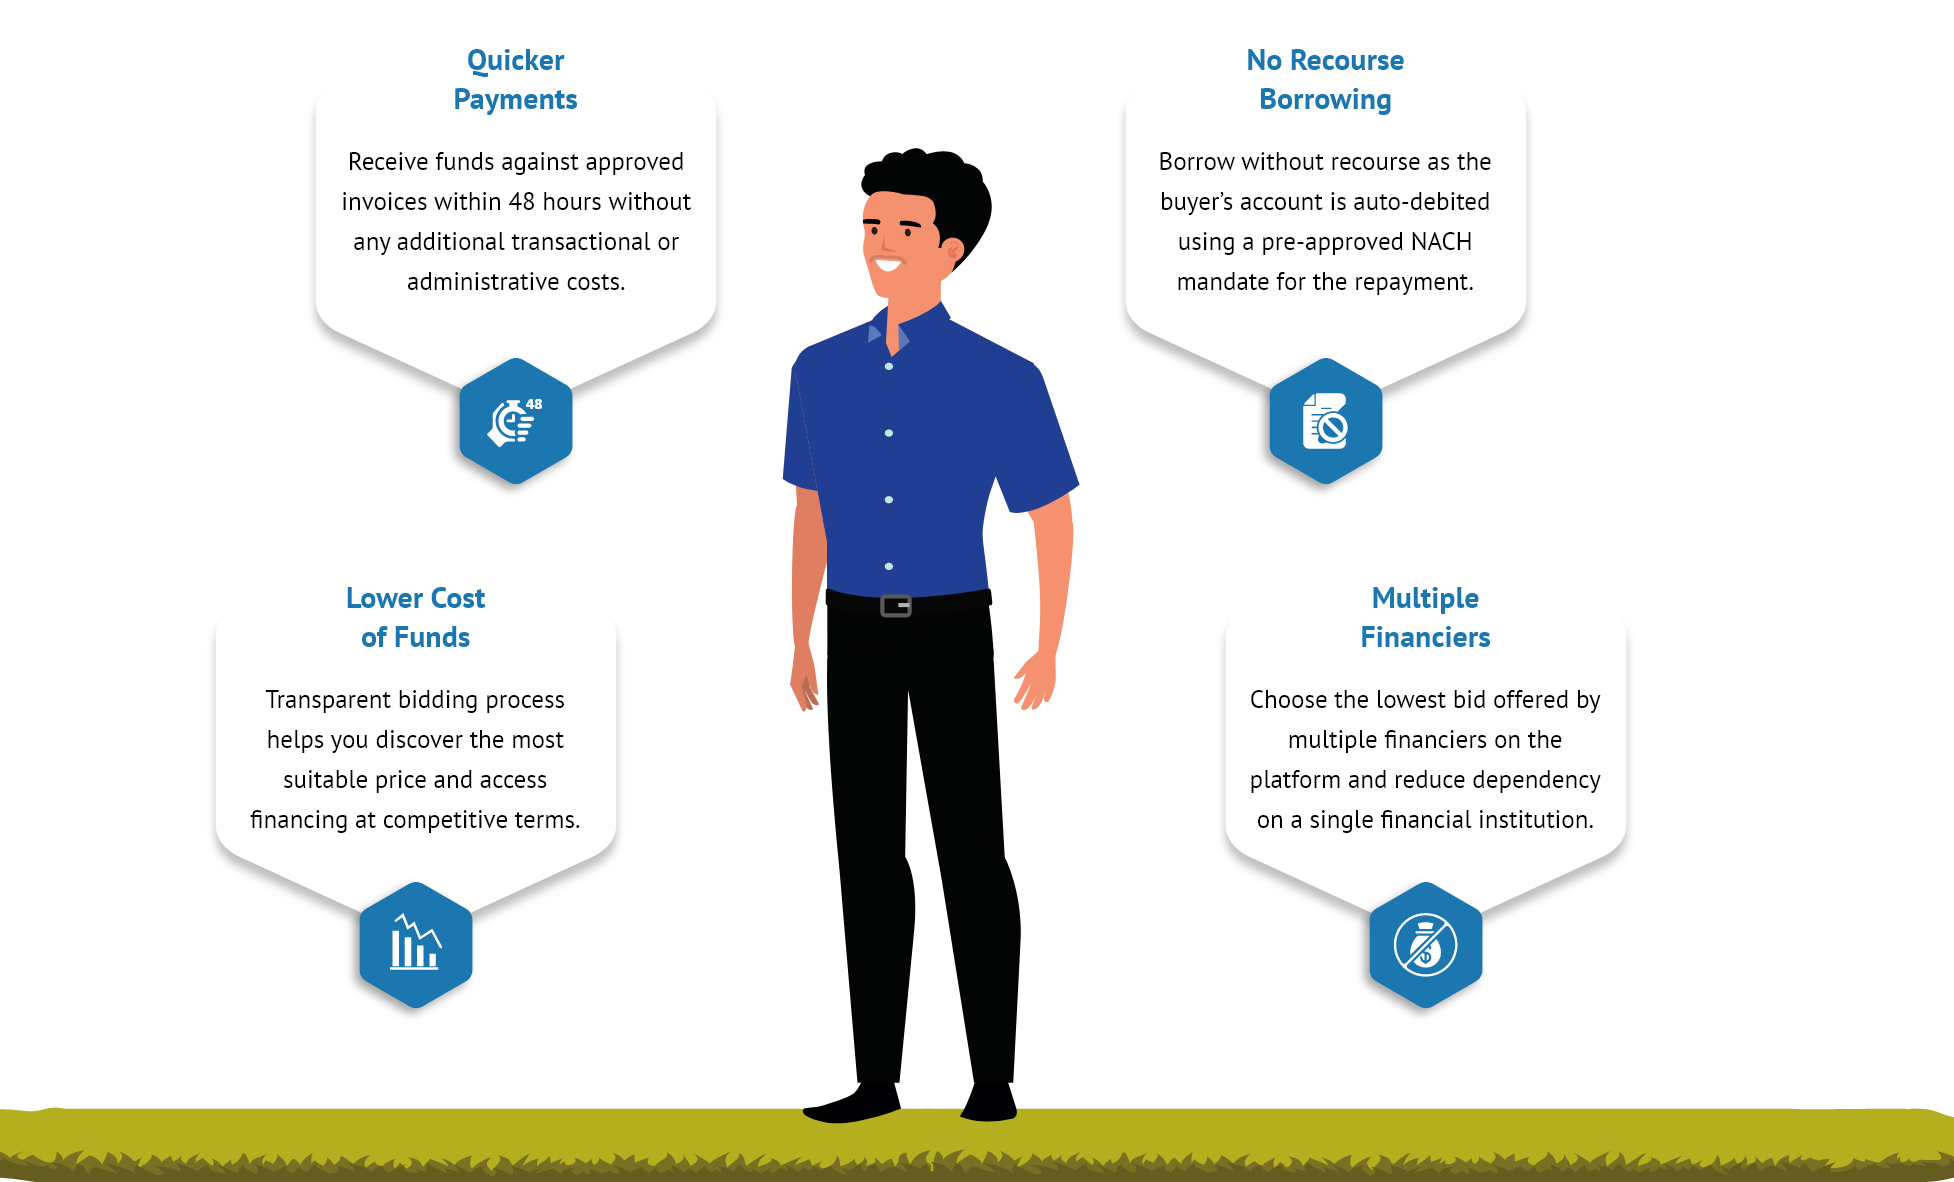 Quicker
Payments
Receive funds against approved
invoices within 48 hours without
any additional transactional or
administrative costs.
48
No Recourse
Borrowing
Borrow without recourse as the
buyer’s account is auto-debited
using a pre-approved NACH
mandate for the repayment.
Lower Cost
of Funds
Transparent bidding process
helps you discover the most
suitable price and access
financing at competitive terms.
Multiple
Financiers
Choose the lowest bid offered by
multiple financiers on the
platform and reduce dependency
on a single financial institution.
$